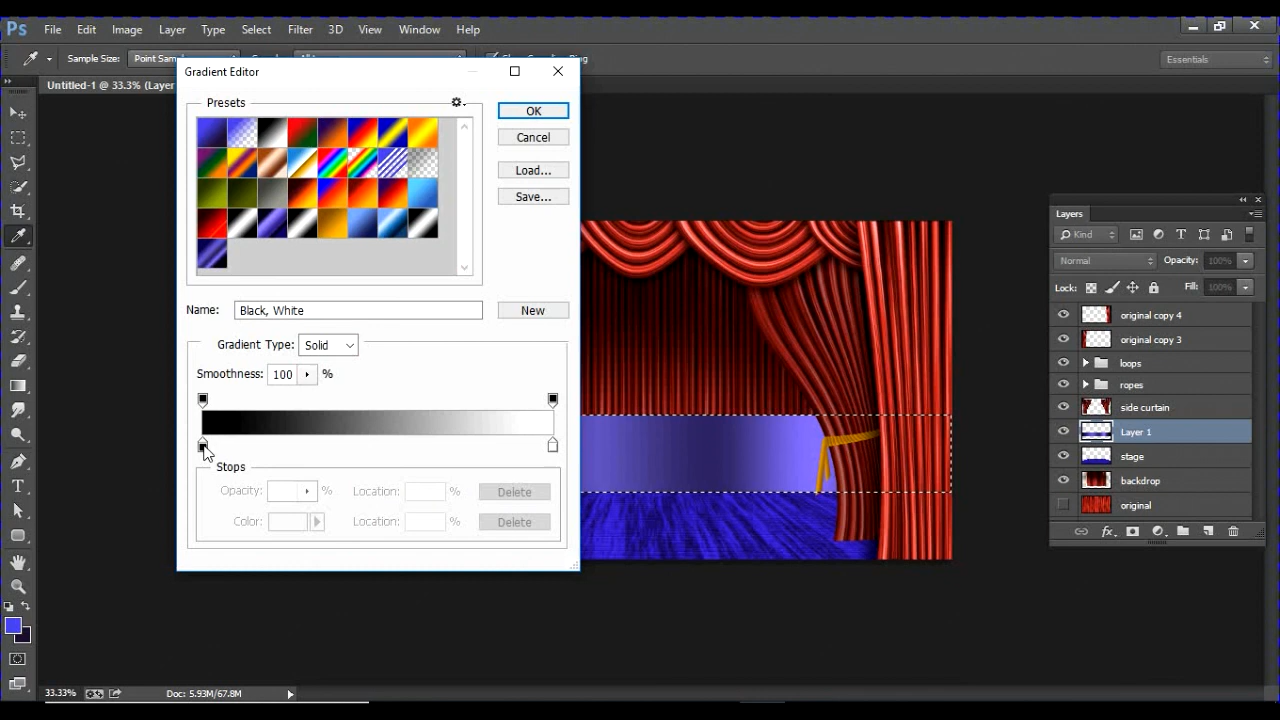 Ps File Edit Image Layer Type Select Filter 3D View Window Help
Sample Size: Point Sam Essentials
Untitled-1 @ 33.3% (Layer
Gradient Editor
Presets
OK
Cancel
Load...
Save...
Name: Black, White New
Gradient Type: Solid
Smoothness: 100 %
Stops
Opacity: % Location: % Delete
Color: Location: % Delete
Layers
Kind
Normal Opacity: 100%
Lock: Fill: 100%
original copy 4
original copy 3
loops
ropes
side curtain
Layer 1
stage
backdrop
original
fx
33.33% Doc: 5.93M/67.8M